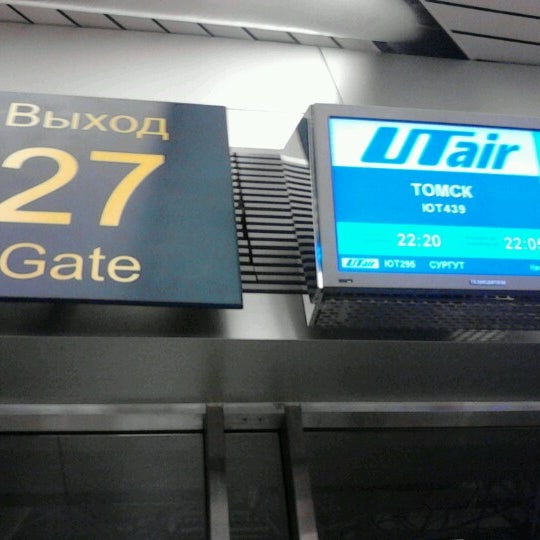 Выход
27
Gate
UTair
ТОМСК
ЮТ439
22:20 22:05
UTair ЮТ295 СУРГУТ